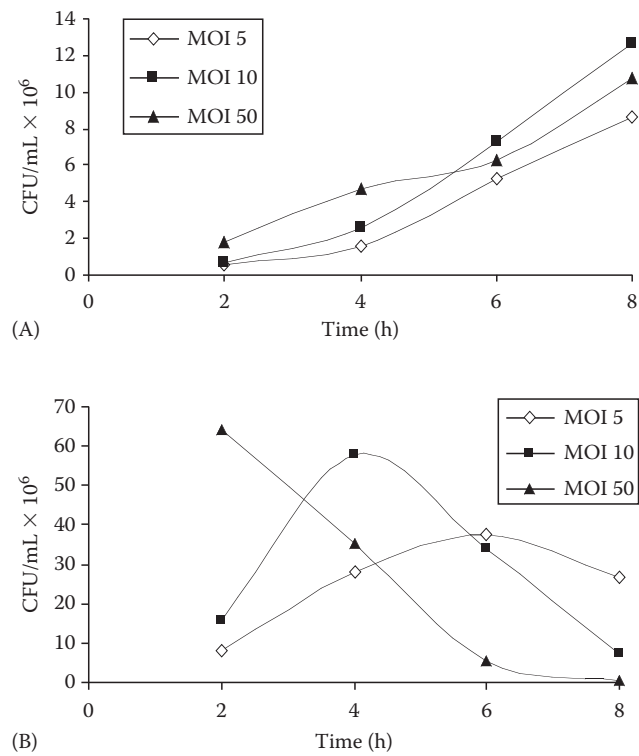 14
12
10
8
6
4
2
0
CFU/mL × 10⁶
MOI 5
MOI 10
MOI 50
0 2 4 6 8
(A) Time (h)
70
60
50
40
30
20
10
0
CFU/mL × 10⁶
MOI 5
MOI 10
MOI 50
0 2 4 6 8
(B) Time (h)